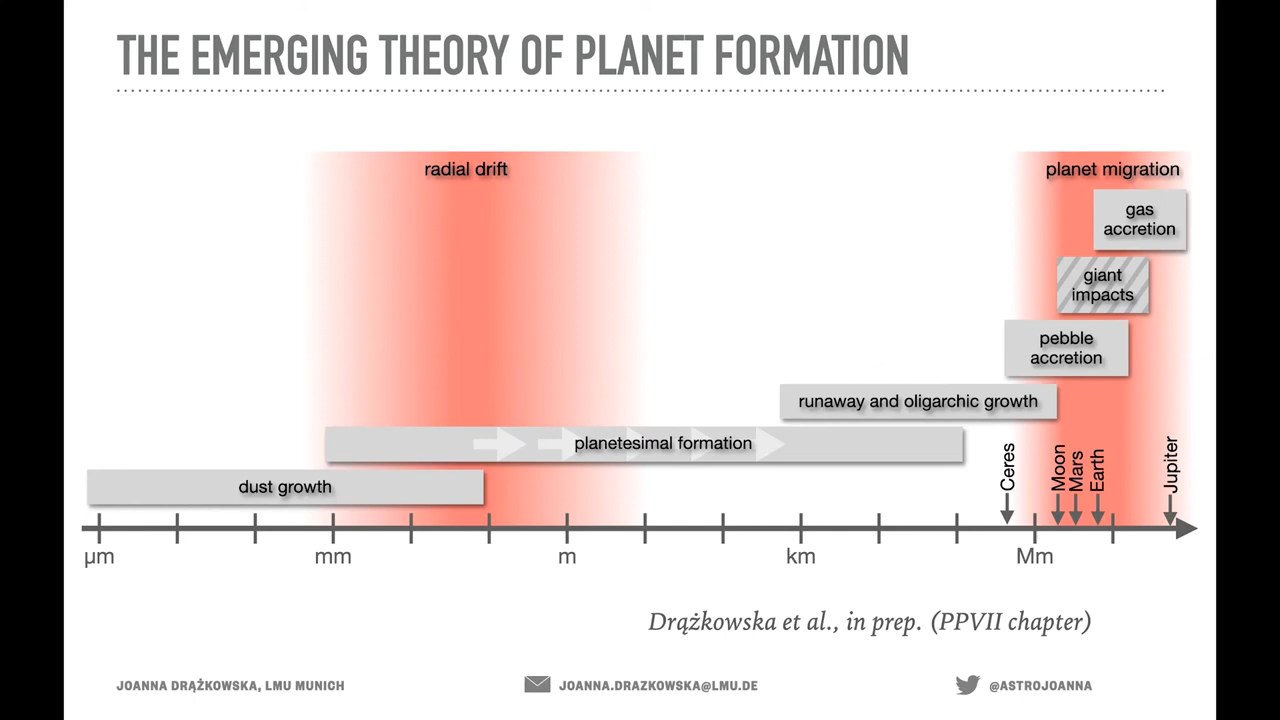 THE EMERGING THEORY OF PLANET FORMATION
radial drift
planet migration
gas
accretion
giant
impacts
pebble
accretion
runaway and oligarchic growth
planetesimal formation
dust growth
Ceres
Moon
Mars
Earth
Jupiter
µm
mm
m
km
Mm
Drążkowska et al., in prep. (PPVII chapter)
JOANNA DRĄŻKOWSKA, LMU MUNICH
JOANNA.DRAZKOWSKA@LMU.DE
@ASTROJOANNA